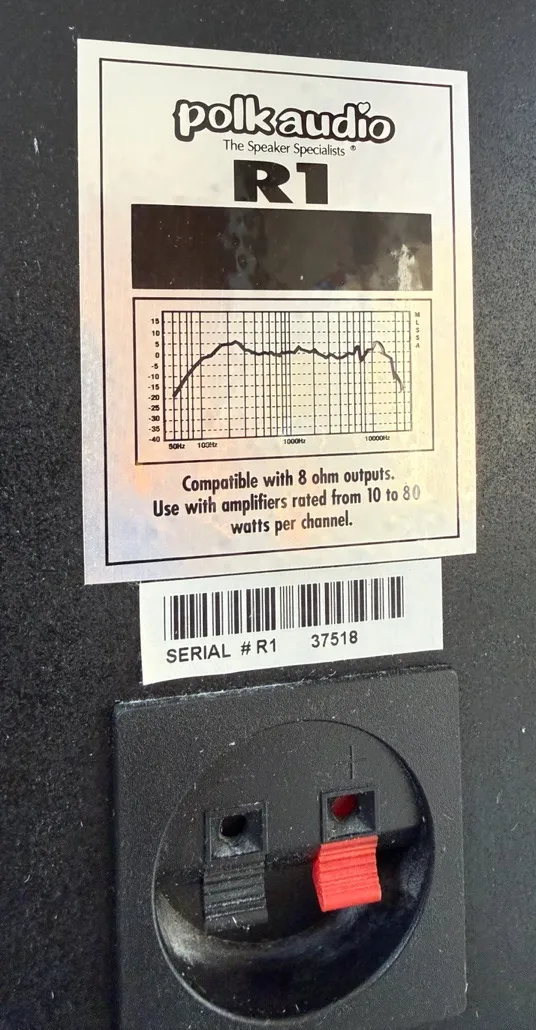 polkaudio
The Speaker Specialists ®
R1
MLSSA
15
10
5
0
-5
-10
-15
-20
-25
-30
-35
-40
50Hz 100Hz 1000Hz 10000Hz
Compatible with 8 ohm outputs.
Use with amplifiers rated from 10 to 80
watts per channel.
SERIAL # R1 37518
+